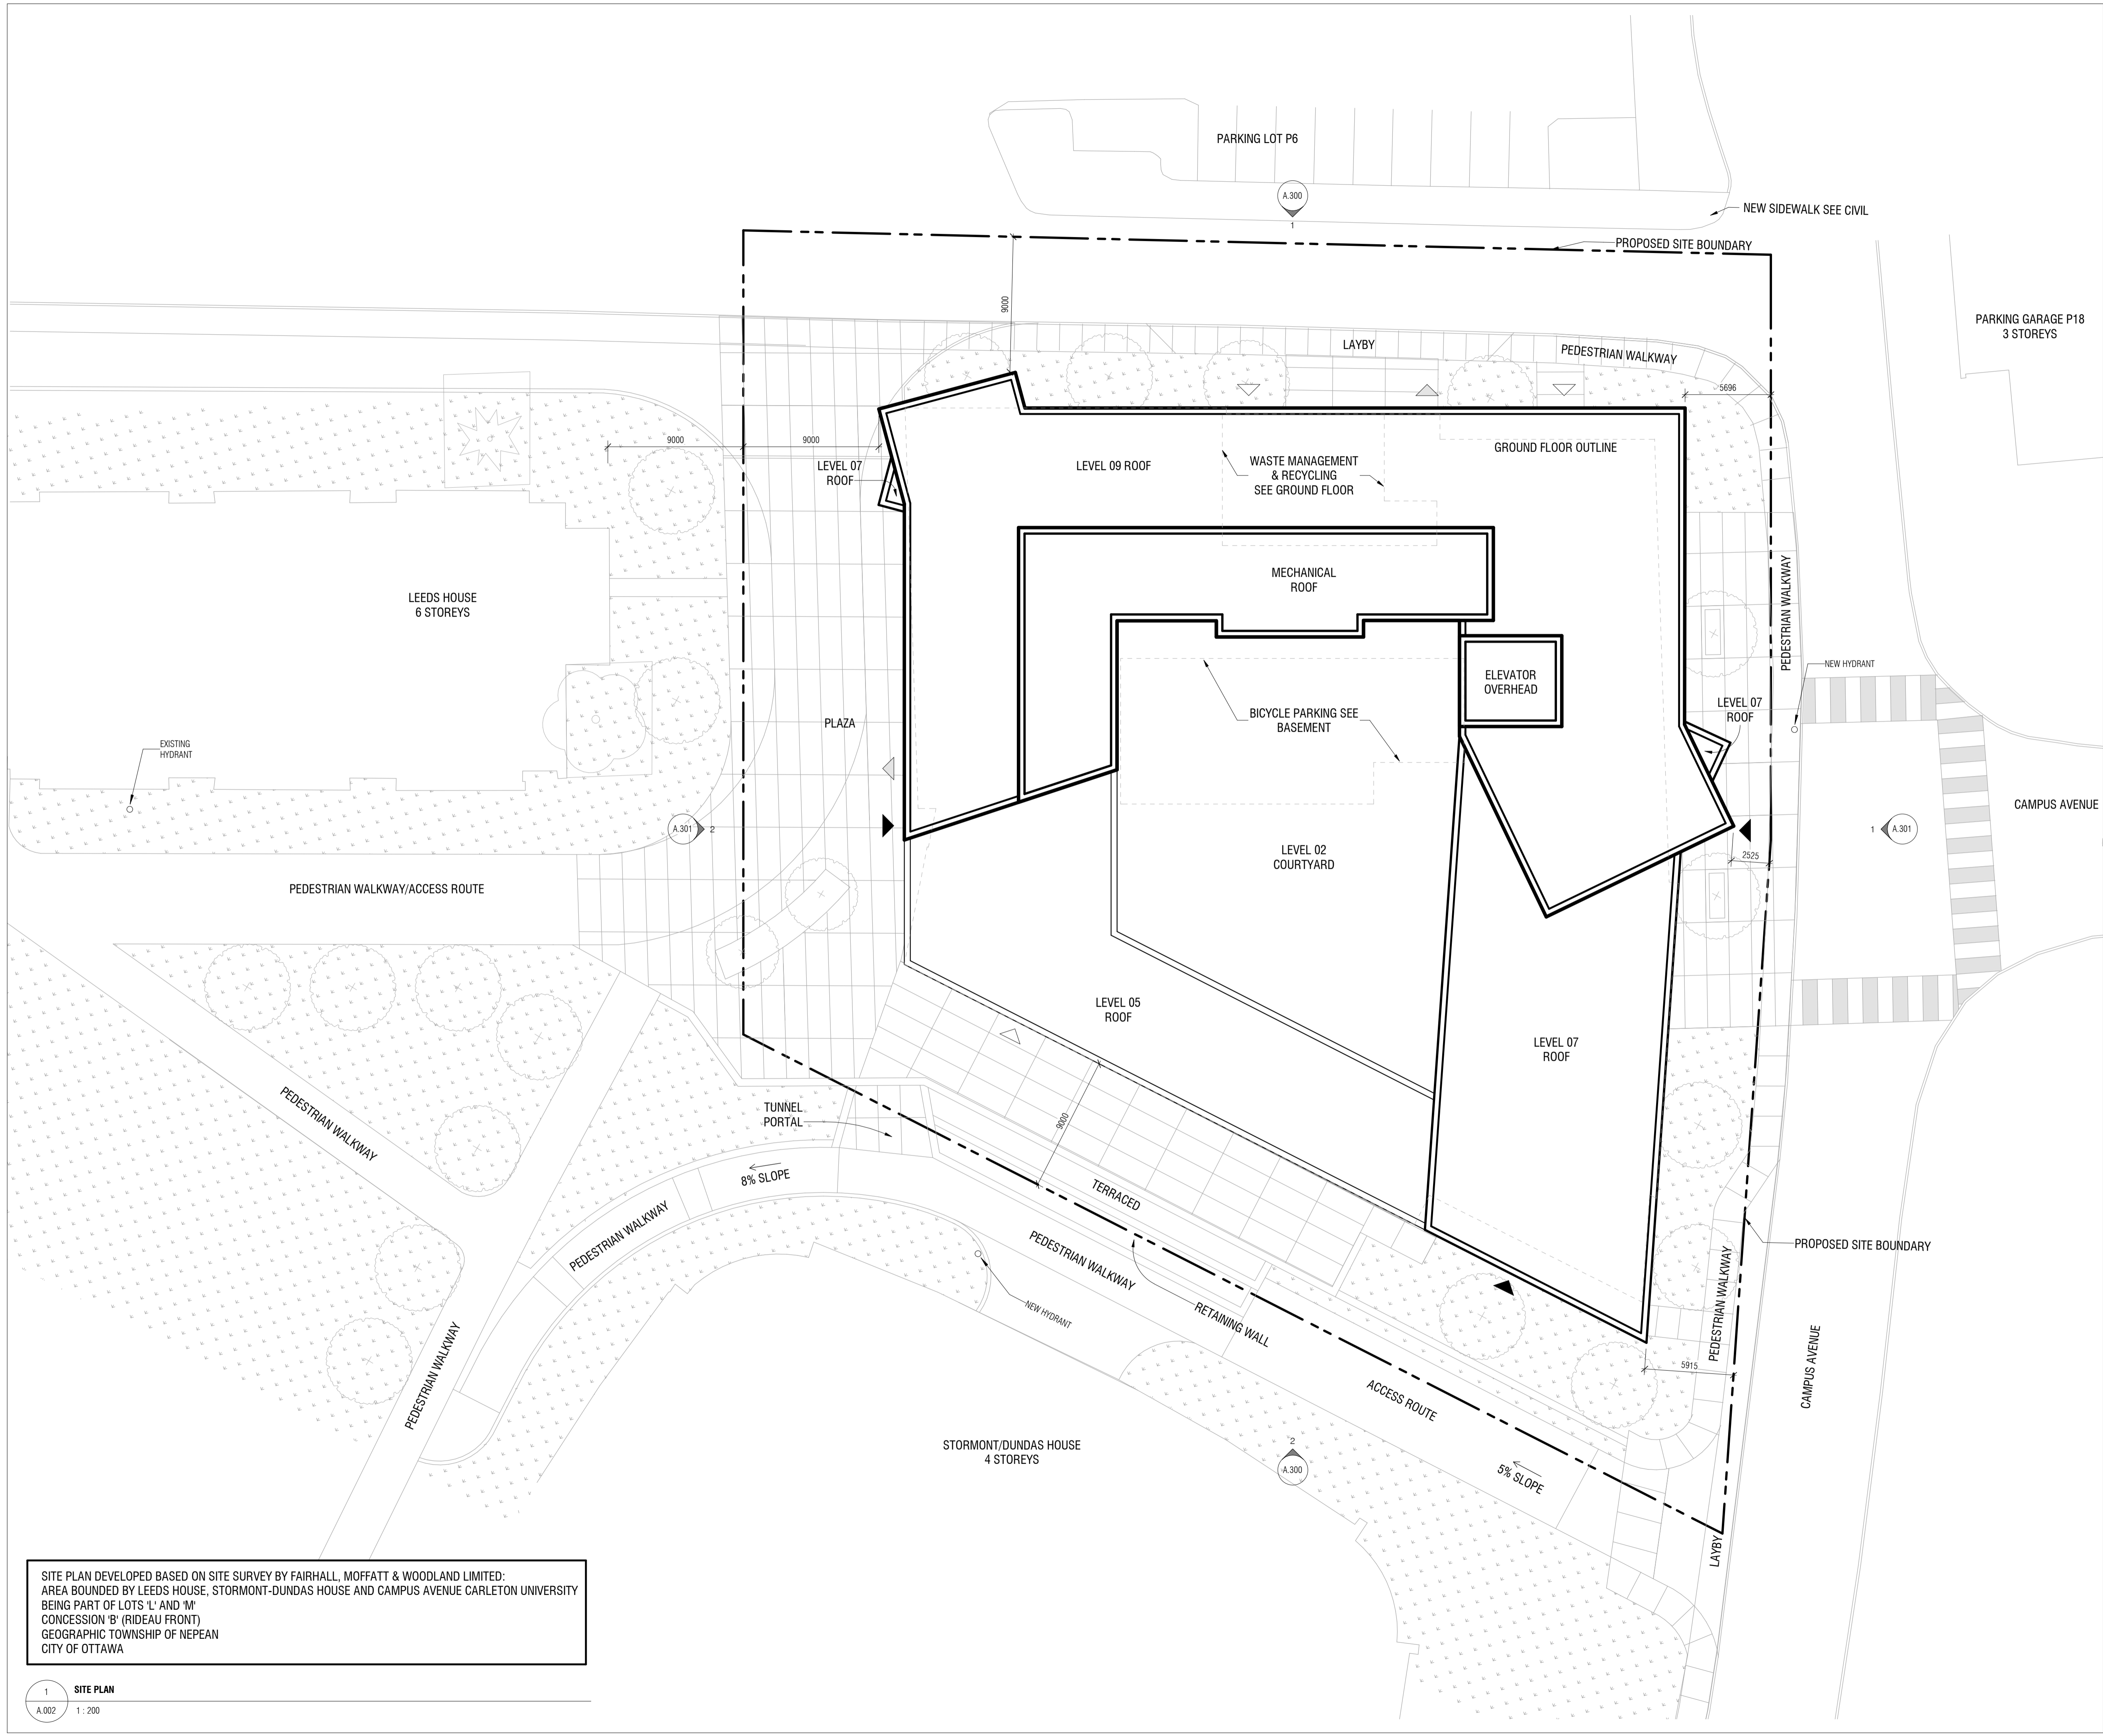 PARKING LOT P6
A.300
1
NEW SIDEWALK SEE CIVIL
PROPOSED SITE BOUNDARY
9000
PARKING GARAGE P18
3 STOREYS
LAYBY
PEDESTRIAN WALKWAY
5696
9000
9000
LEVEL 07
ROOF
LEVEL 09 ROOF
WASTE MANAGEMENT
& RECYCLING
SEE GROUND FLOOR
GROUND FLOOR OUTLINE
MECHANICAL
ROOF
LEEDS HOUSE
6 STOREYS
PEDESTRIAN WALKWAY
NEW HYDRANT
ELEVATOR
OVERHEAD
LEVEL 07
ROOF
BICYCLE PARKING SEE
BASEMENT
PLAZA
EXISTING
HYDRANT
CAMPUS AVENUE
A.301
2
1
A.301
LEVEL 02
COURTYARD
2525
PEDESTRIAN WALKWAY/ACCESS ROUTE
LEVEL 05
ROOF
LEVEL 07
ROOF
PEDESTRIAN WALKWAY
TUNNEL
PORTAL
9000
8% SLOPE
TERRACED
PEDESTRIAN WALKWAY
PEDESTRIAN WALKWAY
PROPOSED SITE BOUNDARY
PEDESTRIAN WALKWAY
NEW HYDRANT
RETAINING WALL
PEDESTRIAN WALKWAY
5915
CAMPUS AVENUE
ACCESS ROUTE
STORMONT/DUNDAS HOUSE
4 STOREYS
2
A.300
5% SLOPE
LAYBY
SITE PLAN DEVELOPED BASED ON SITE SURVEY BY FAIRHALL, MOFFATT & WOODLAND LIMITED:
AREA BOUNDED BY LEEDS HOUSE, STORMONT-DUNDAS HOUSE AND CAMPUS AVENUE CARLETON UNIVERSITY
BEING PART OF LOTS 'L' AND 'M'
CONCESSION 'B' (RIDEAU FRONT)
GEOGRAPHIC TOWNSHIP OF NEPEAN
CITY OF OTTAWA
1
SITE PLAN
A.002
1 : 200